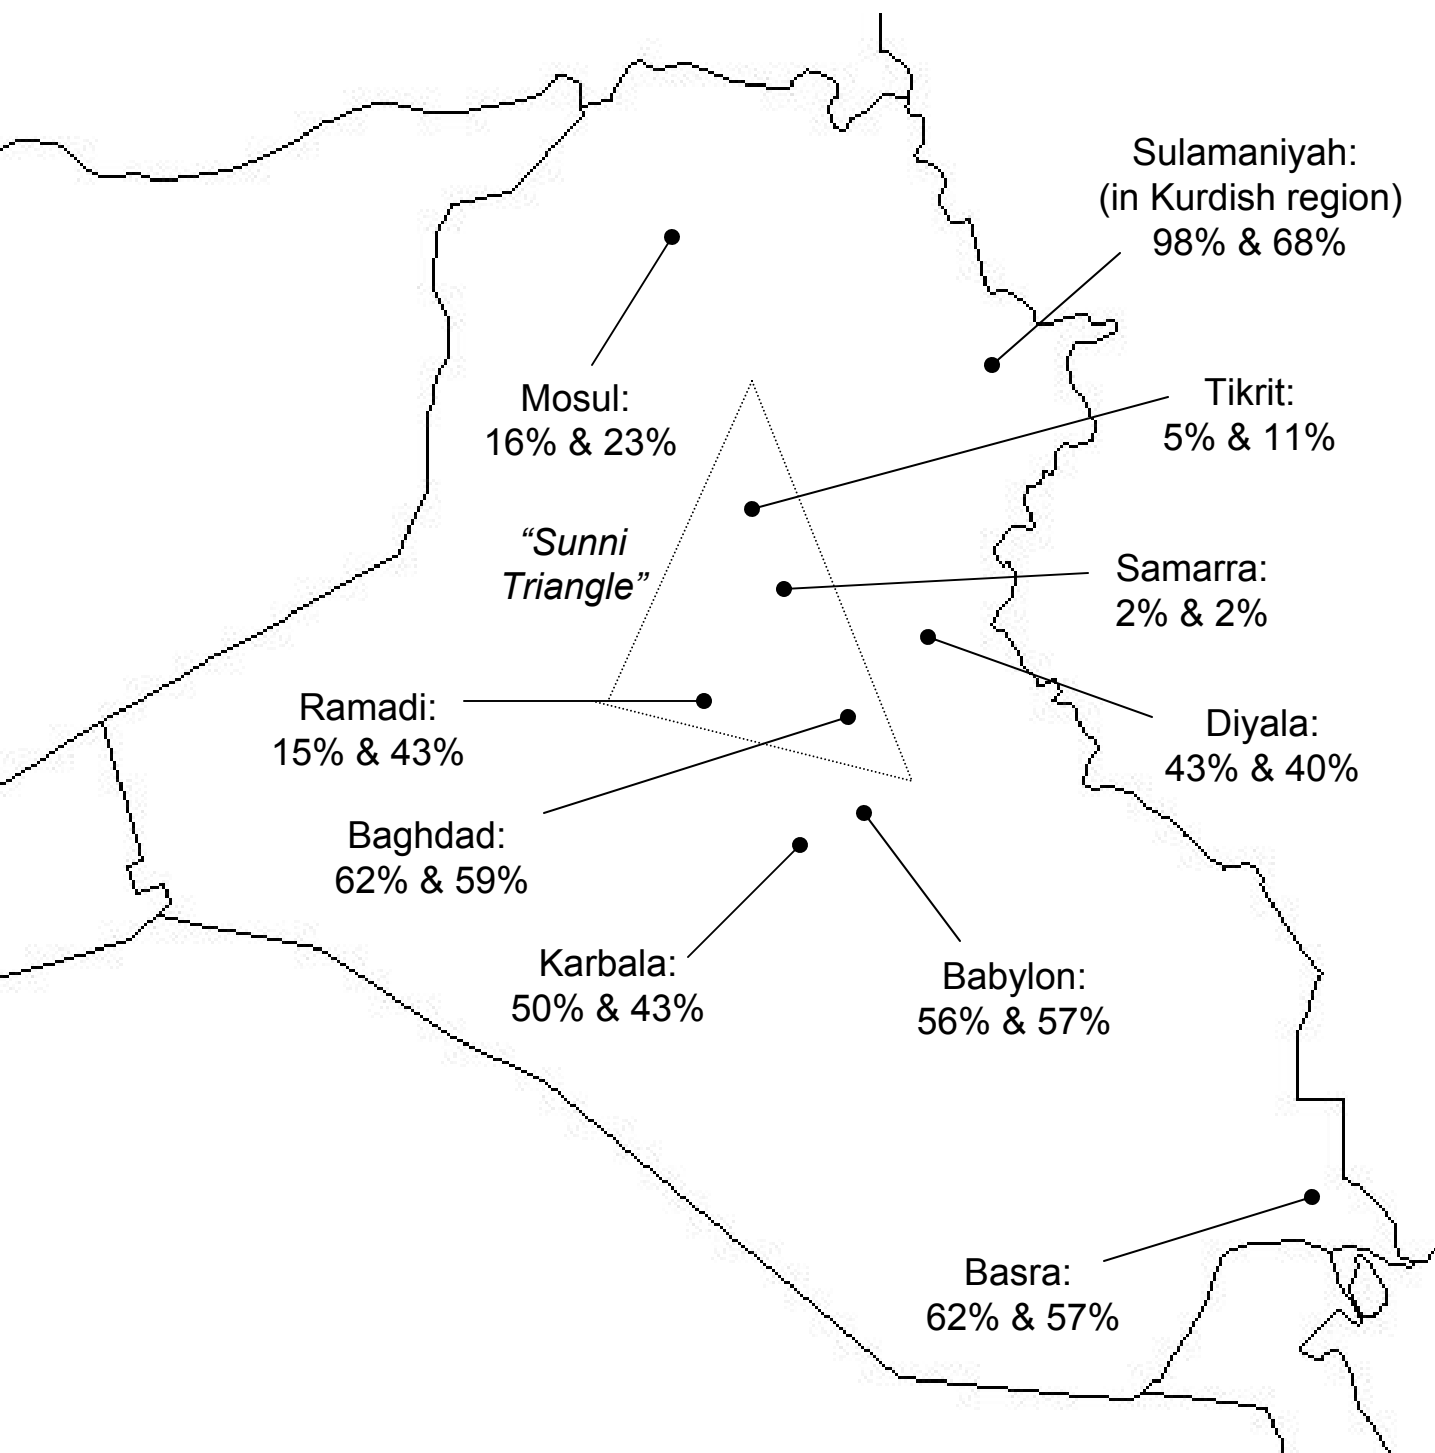 Sulamaniyah:
(in Kurdish region)
98% & 68%
Mosul:
16% & 23%
Tikrit:
5% & 11%
“Sunni
Triangle”
Samarra:
2% & 2%
Ramadi:
15% & 43%
Diyala:
43% & 40%
Baghdad:
62% & 59%
Karbala:
50% & 43%
Babylon:
56% & 57%
Basra:
62% & 57%